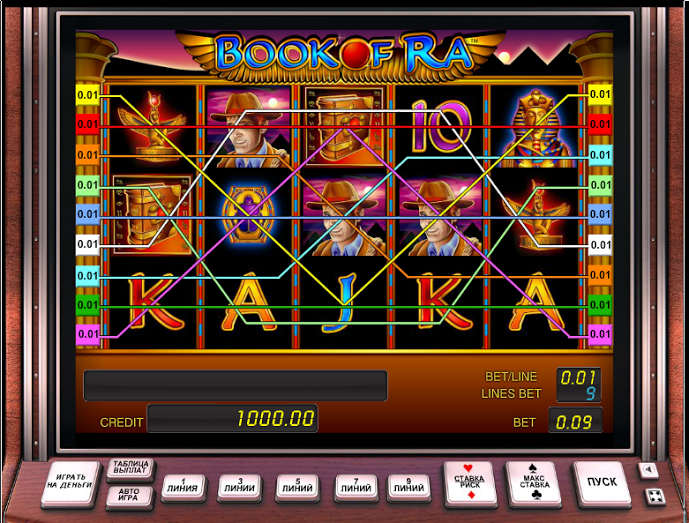 BOOK OF RA™
0.01 0.01
0.01 10 0.01
0.01 0.01
0.01 0.01
0.01 0.01
0.01 0.01
0.01 0.01
0.01 K A J K A 0.01
0.01 0.01
BET/LINE 0.01
LINES BET 9
CREDIT 1000.00 BET 0.09
ИГРАТЬ
НА ДЕНЬГИ
ТАБЛИЦА
ВЫПЛАТ
АВТО
ИГРА
1
ЛИНИЯ
3
ЛИНИИ
5
ЛИНИЙ
7
ЛИНИЙ
9
ЛИНИЙ
СТАВКА
РИСК
МАКС
СТАВКА
ПУСК